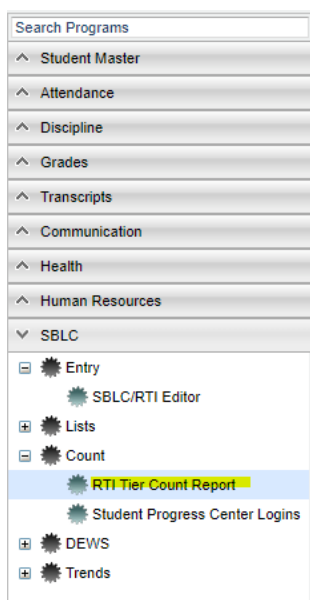 Search Programs
Student Master
Attendance
Discipline
Grades
Transcripts
Communication
Health
Human Resources
SBLC
Entry
SBLC/RTI Editor
Lists
Count
RTI Tier Count Report
Student Progress Center Logins
DEWS
Trends